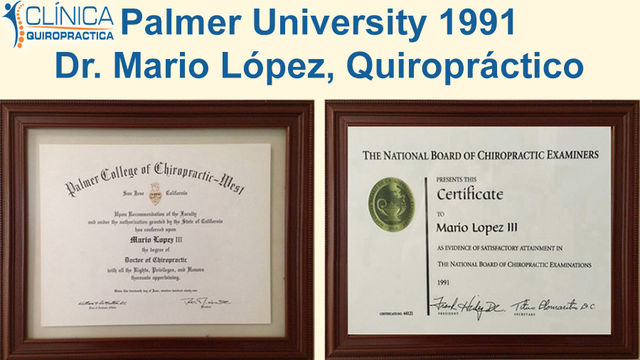 CLÍNICA
QUIROPRACTICA
Palmer University 1991
Dr. Mario López, Quiropráctico
Palmer College of Chiropractic-West
San Jose California
Upon Recommendation of the Faculty
and under the authorization granted by the State of California
has conferred upon
Mario Lopez III
the degree of
Doctor of Chiropractic
with all the Rights, Privileges, and Honors
thereunto appertaining.
THE NATIONAL BOARD OF CHIROPRACTIC EXAMINERS
PRESENTS THIS
Certificate
TO
Mario Lopez III
AS EVIDENCE OF SATISFACTORY ATTAINMENT IN
THE NATIONAL BOARD OF CHIROPRACTIC EXAMINATIONS
1991
PRESIDENT
SECRETARY